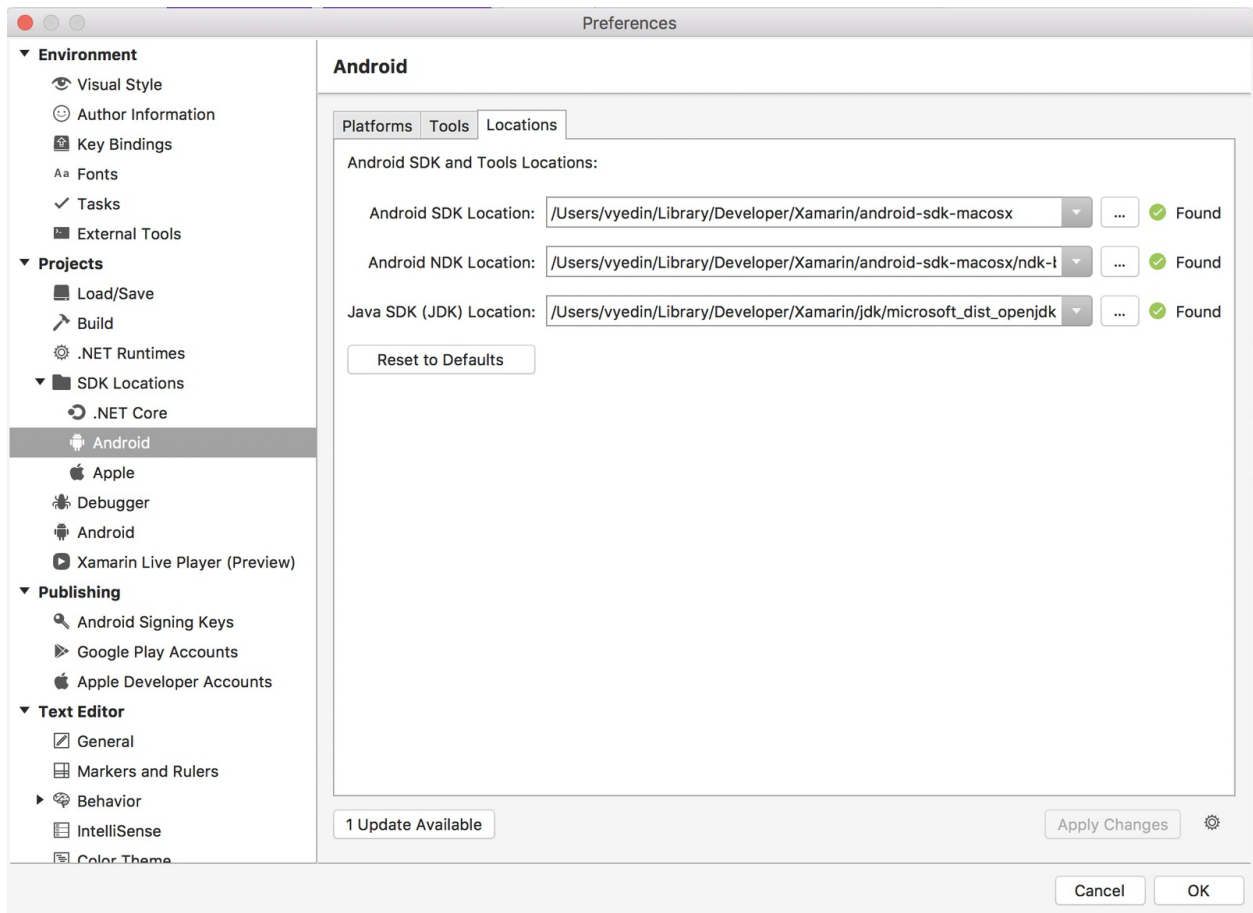 Preferences
Environment
Visual Style
Author Information
Key Bindings
Aa Fonts
Tasks
External Tools
Projects
Load/Save
Build
.NET Runtimes
SDK Locations
.NET Core
Android
Apple
Debugger
Android
Xamarin Live Player (Preview)
Publishing
Android Signing Keys
Google Play Accounts
Apple Developer Accounts
Text Editor
General
Markers and Rulers
Behavior
IntelliSense
Color Theme
Android
Platforms Tools Locations
Android SDK and Tools Locations:
Android SDK Location: /Users/vyedin/Library/Developer/Xamarin/android-sdk-macosx ... Found
Android NDK Location: /Users/vyedin/Library/Developer/Xamarin/android-sdk-macosx/ndk-b ... Found
Java SDK (JDK) Location: /Users/vyedin/Library/Developer/Xamarin/jdk/microsoft_dist_openjdk ... Found
Reset to Defaults
1 Update Available Apply Changes
Cancel OK